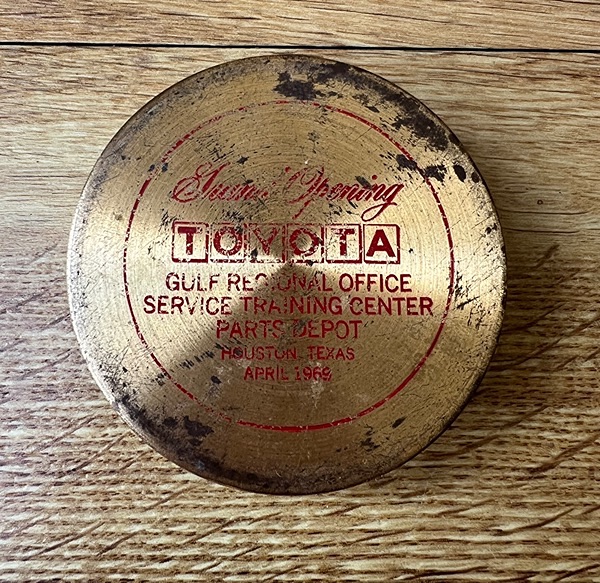 Grand Opening
TOYOTA
GULF REGIONAL OFFICE
SERVICE TRAINING CENTER
PARTS DEPOT
HOUSTON, TEXAS
APRIL 1969